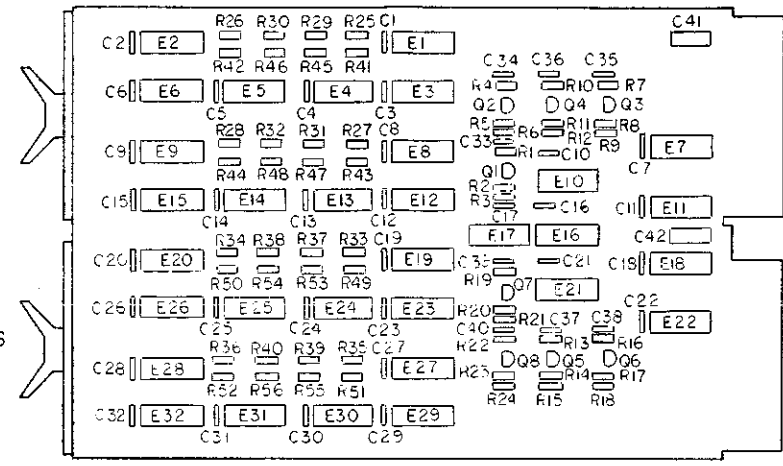 R26 R30 R29 R25 C1 C41
C2 E2 E1
R42 R46 R45 R41 C34 C36 C35
C6 E6 E5 E4 E3 R4 R10 R7
C5 C4 C3 Q2 Q4 Q3
R28 R32 R31 R27 C8 R5 R6 R11 R12 R8
C9 E9 E8 C33 R1 C10 R9 E7
R44 R48 R47 R43 Q1 E10 C7
C15 E15 E14 E13 E12 R2 R3 C16 C11 E11
C14 C13 C12 C17
R34 R38 R37 R33 C19 E17 E16 C42
C20 E20 E19 C39 C21 C18 E18
R50 R54 R53 R49 R19 Q7 E21
C26 E26 E25 E24 E23 R20 C22
C25 C24 C23 C40 R21 C37 C38 E22
S R36 R40 R39 R35 C27 R22 R13 R16
C28 E28 E27 Q8 Q5 Q6
R52 R56 R55 R51 R23 R14 R17
C32 E32 E31 E30 E29 R24 R15 R18
C31 C30 C29